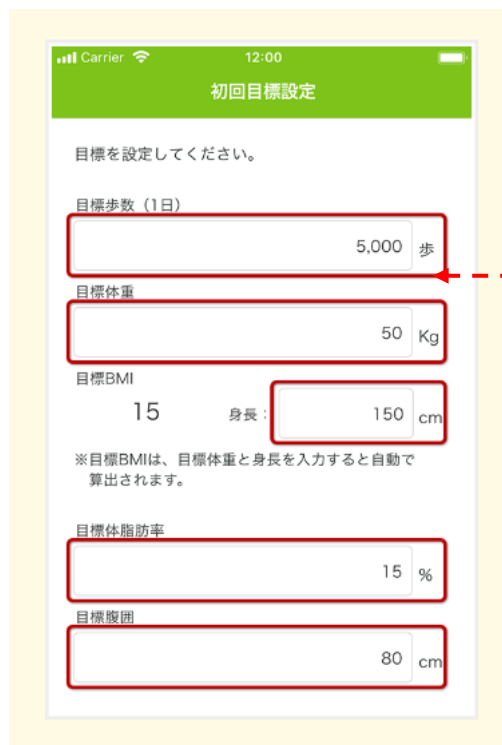 Carrier 12:00
初回目標設定
目標を設定してください。
目標歩数（1日）
5,000 歩
目標体重
50 Kg
目標BMI
15 身長： 150 cm
※目標BMIは、目標体重と身長を入力すると自動で
算出されます。
目標体脂肪率
15 %
目標腹囲
80 cm